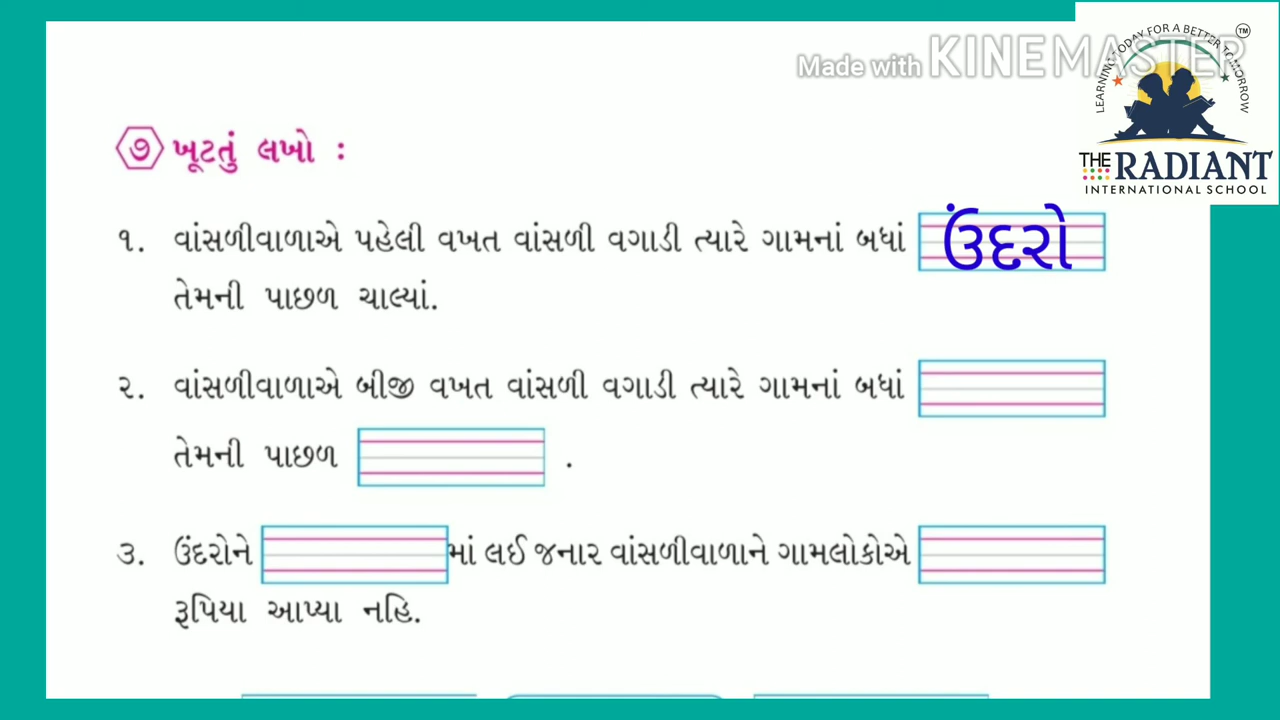 Made with KINEMASTER
LEARNING TODAY FOR A BETTER TOMORROW
TM
THE RADIANT
INTERNATIONAL SCHOOL
૭ ખૂટતું લખો :
૧. વાંસળીવાળાએ પહેલી વખત વાંસળી વગાડી ત્યારે ગામનાં બધાં ઉંદરો
તેમની પાછળ ચાલ્યાં.
૨. વાંસળીવાળાએ બીજી વખત વાંસળી વગાડી ત્યારે ગામનાં બધાં
તેમની પાછળ .
૩. ઉંદરોને માં લઈ જનાર વાંસળીવાળાને ગામલોકોએ
રૂપિયા આપ્યા નહિ.